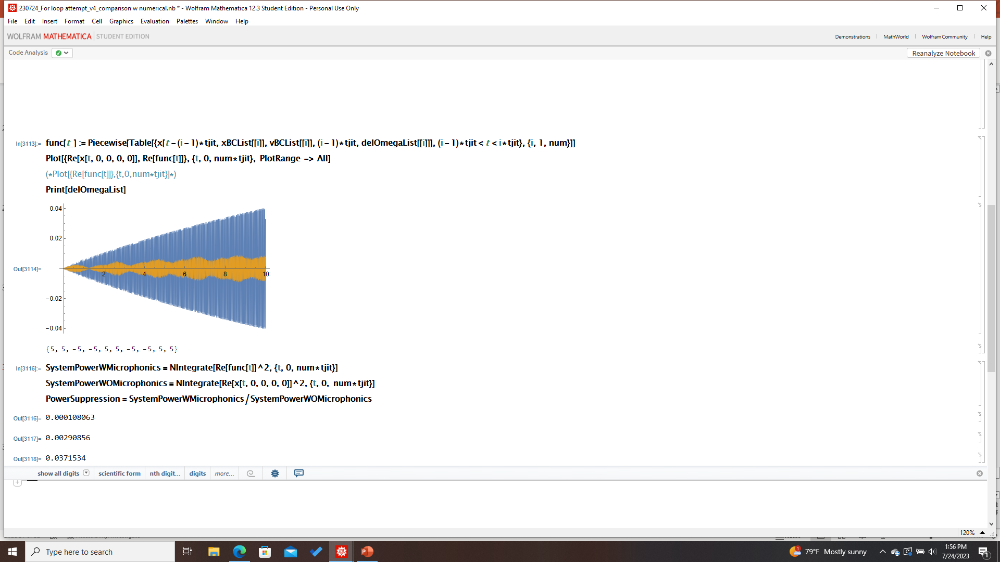 230724_For loop attempt_v4_comparison w numerical.nb * - Wolfram Mathematica 12.3 Student Edition - Personal Use Only
File Edit Insert Format Cell Graphics Evaluation Palettes Window Help
WOLFRAM MATHEMATICA STUDENT EDITION
Demonstrations MathWorld Wolfram Community Help
Code Analysis
Reanalyze Notebook
In[3113]:= func[t_] := Piecewise[Table[{x[t - (i - 1) * tjit, xBCList[[i]], vBCList[[i]], (i - 1) * tjit, delOmegaList[[i]]], (i - 1) * tjit < t < i * tjit}, {i, 1, num}]]
Plot[{Re[x[t, 0, 0, 0, 0]], Re[func[t]]}, {t, 0, num * tjit}, PlotRange -> All]
(*Plot[{Re[func[t]]},{t,0,num*tjit}]*)
Print[delOmegaList]
0.04
0.02
Out[3114]=
2 4 6 8 10
-0.02
-0.04
{5, 5, -5, -5, 5, 5, -5, -5, 5, 5}
In[3116]:= SystemPowerWMicrophonics = NIntegrate[Re[func[t]]^2, {t, 0, num * tjit}]
SystemPowerWOMicrophonics = NIntegrate[Re[x[t, 0, 0, 0, 0]]^2, {t, 0, num * tjit}]
PowerSuppression = SystemPowerWMicrophonics / SystemPowerWOMicrophonics
Out[3116]= 0.000108063
Out[3117]= 0.00290856
Out[3118]= 0.0371534
show all digits scientific form nth digit... digits more...
120%
Type here to search
79°F Mostly sunny
1:56 PM
7/24/2023